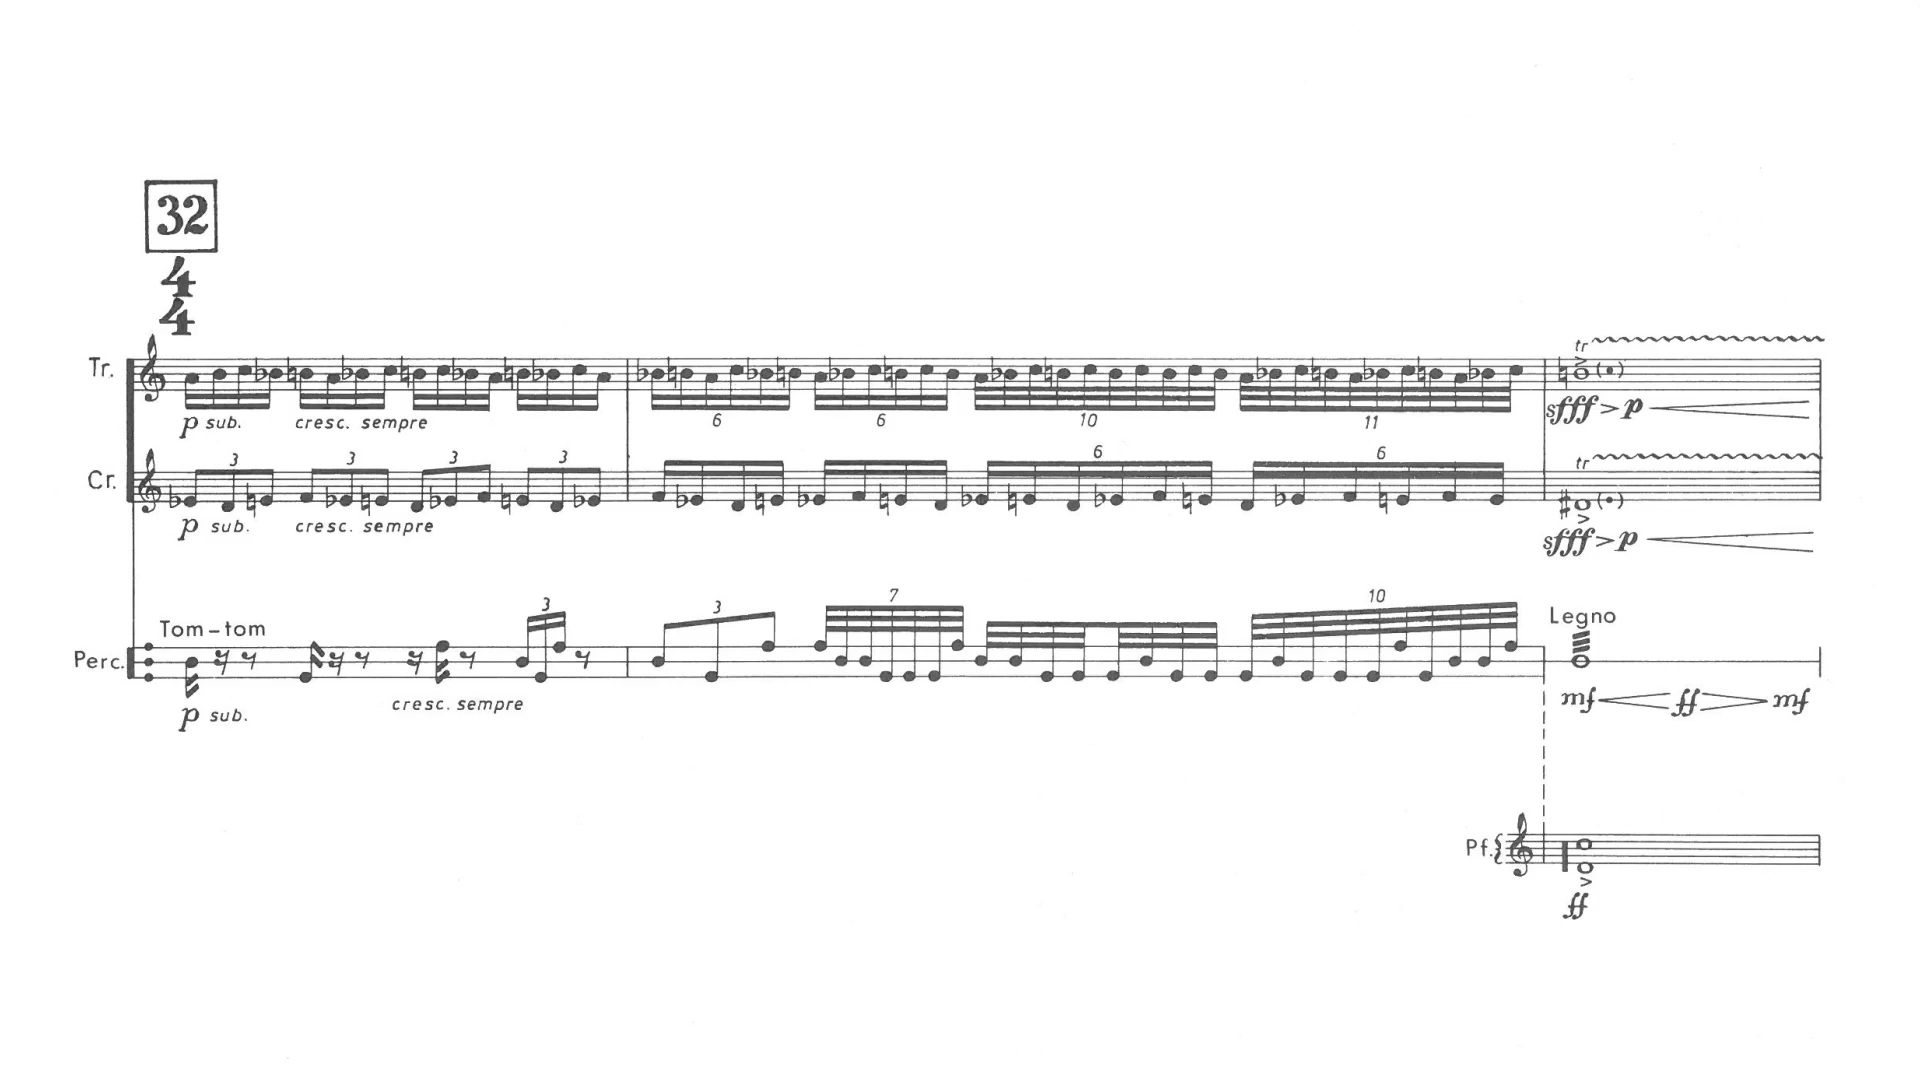 32
4
4
Tr.
p sub. cresc. sempre 6 6 10 11 sfff > p
tr
Cr.
3 3 3 3 6 6
tr
p sub. cresc. sempre sfff > p
Tom-tom 3 3 7 10 Legno
Perc.
p sub. cresc. sempre mf ff mf
Pf.
ff